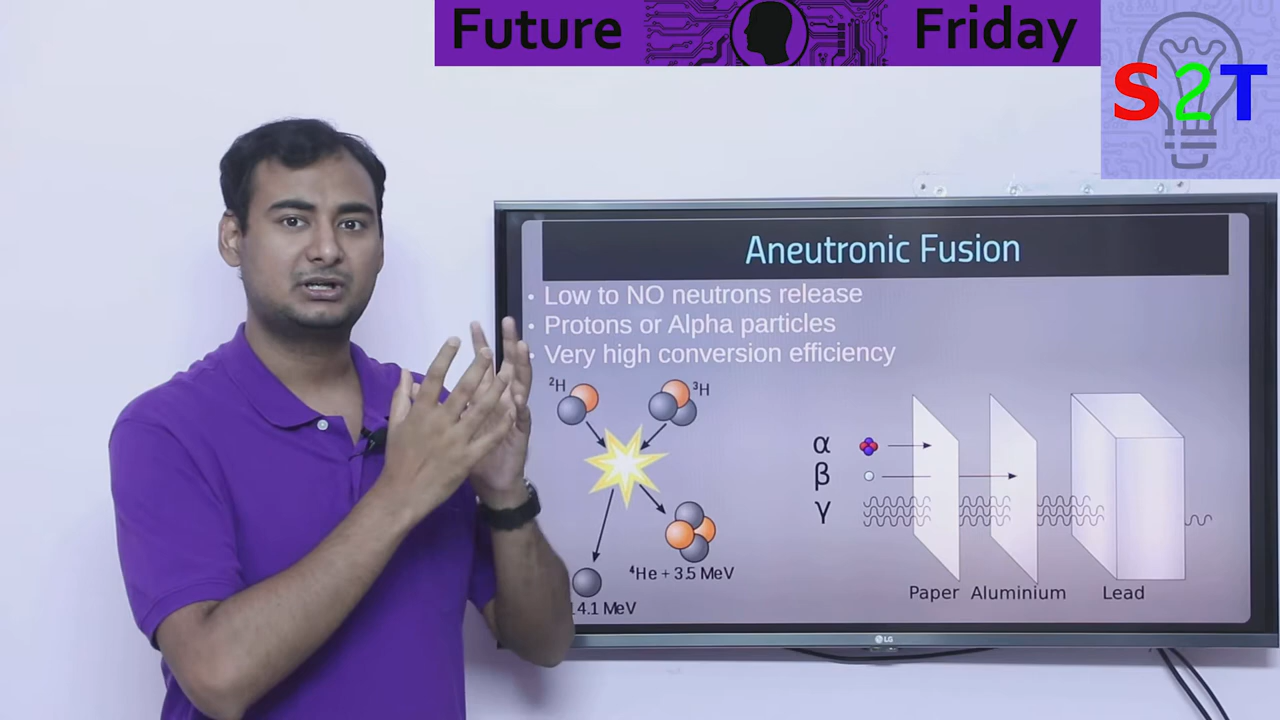 Future Friday
S2T
Aneutronic Fusion
• Low to NO neutrons release
• Protons or Alpha particles
• Very high conversion efficiency
²H ³H
⁴He + 3.5 MeV
14.1 MeV
α
β
γ
Paper Aluminium Lead
LG